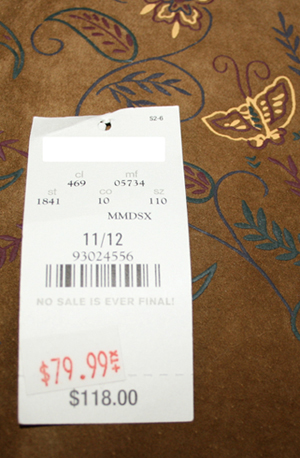 52-6
cl mf
469 05734
st co sz
1841 10 110
MMDSX
11/12
93024556
NO SALE IS EVER FINAL!
$79.99
$118.00